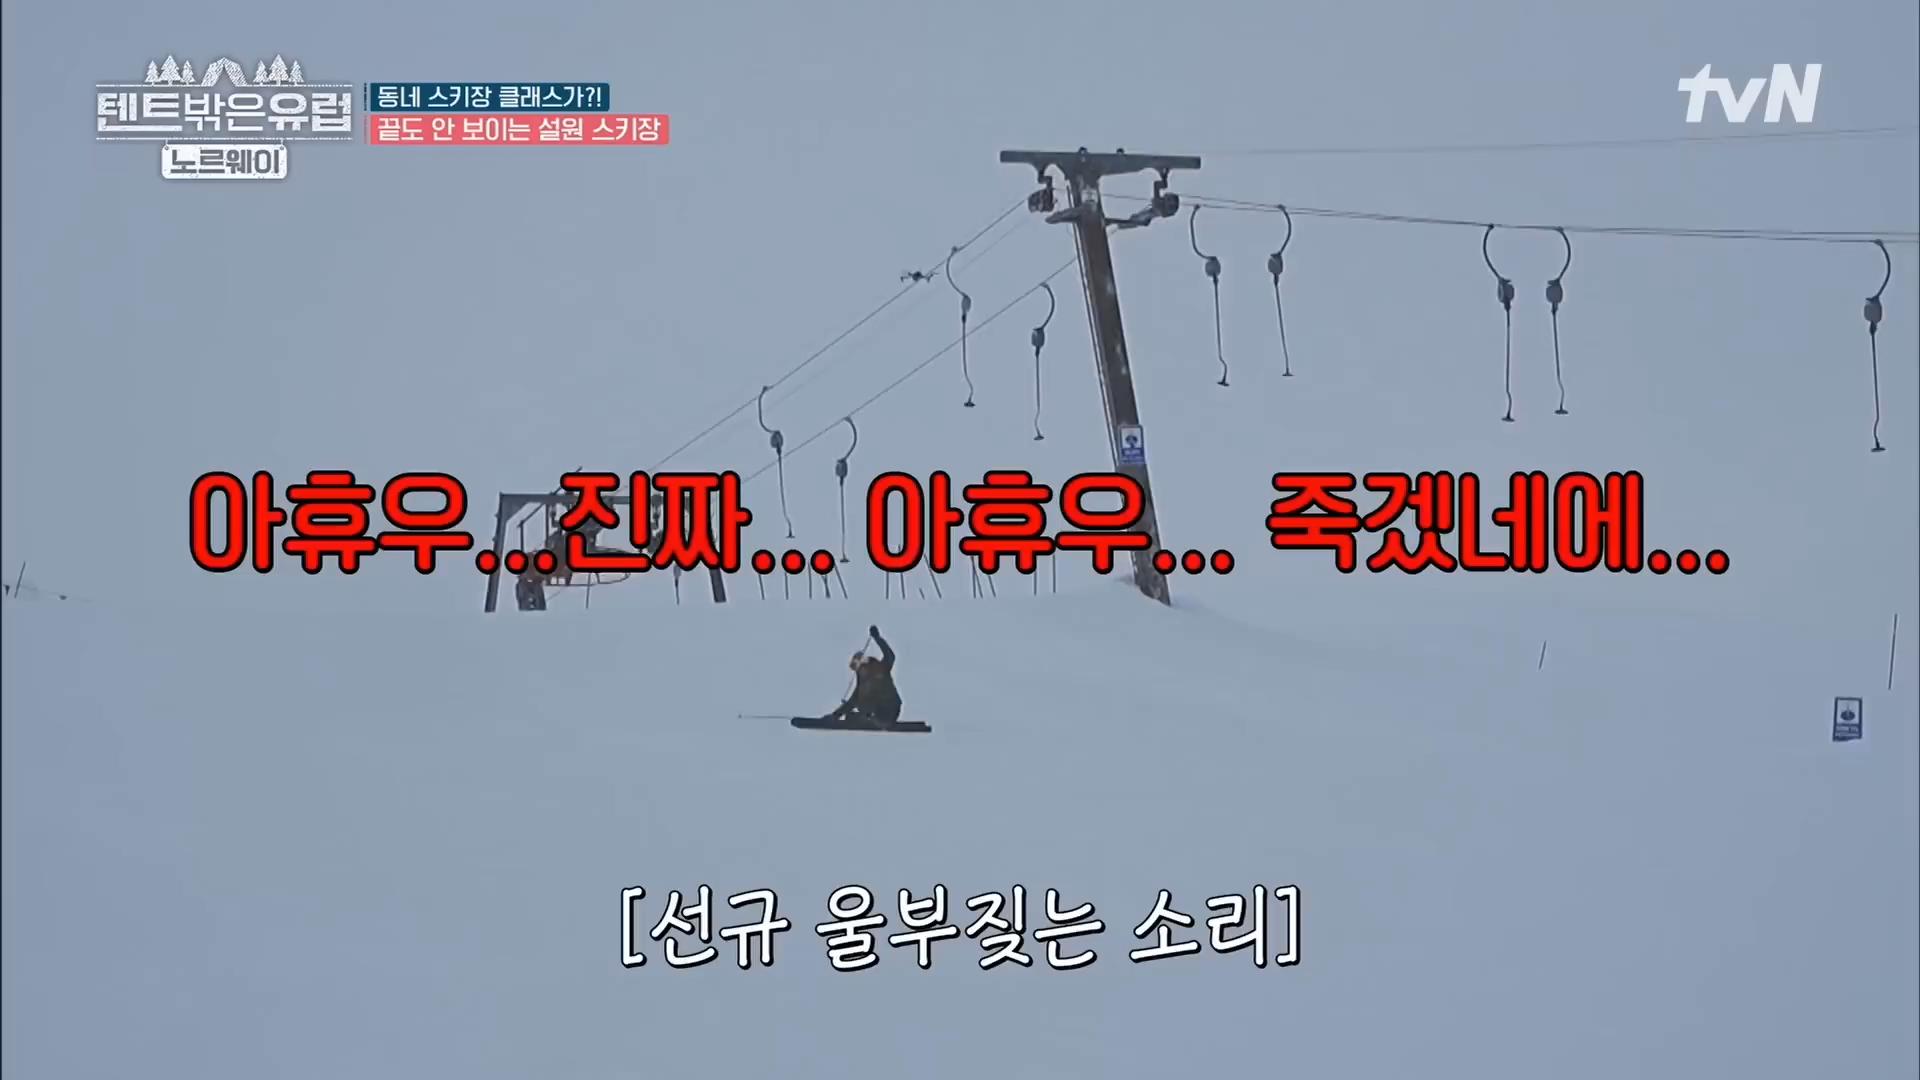 텐트밖은유럽
노르웨이
동네 스키장 클래스가?!
끝도 안 보이는 설원 스키장
tvN
아휴우...진짜... 아휴우... 죽겠네에...
[선규 울부짖는 소리]